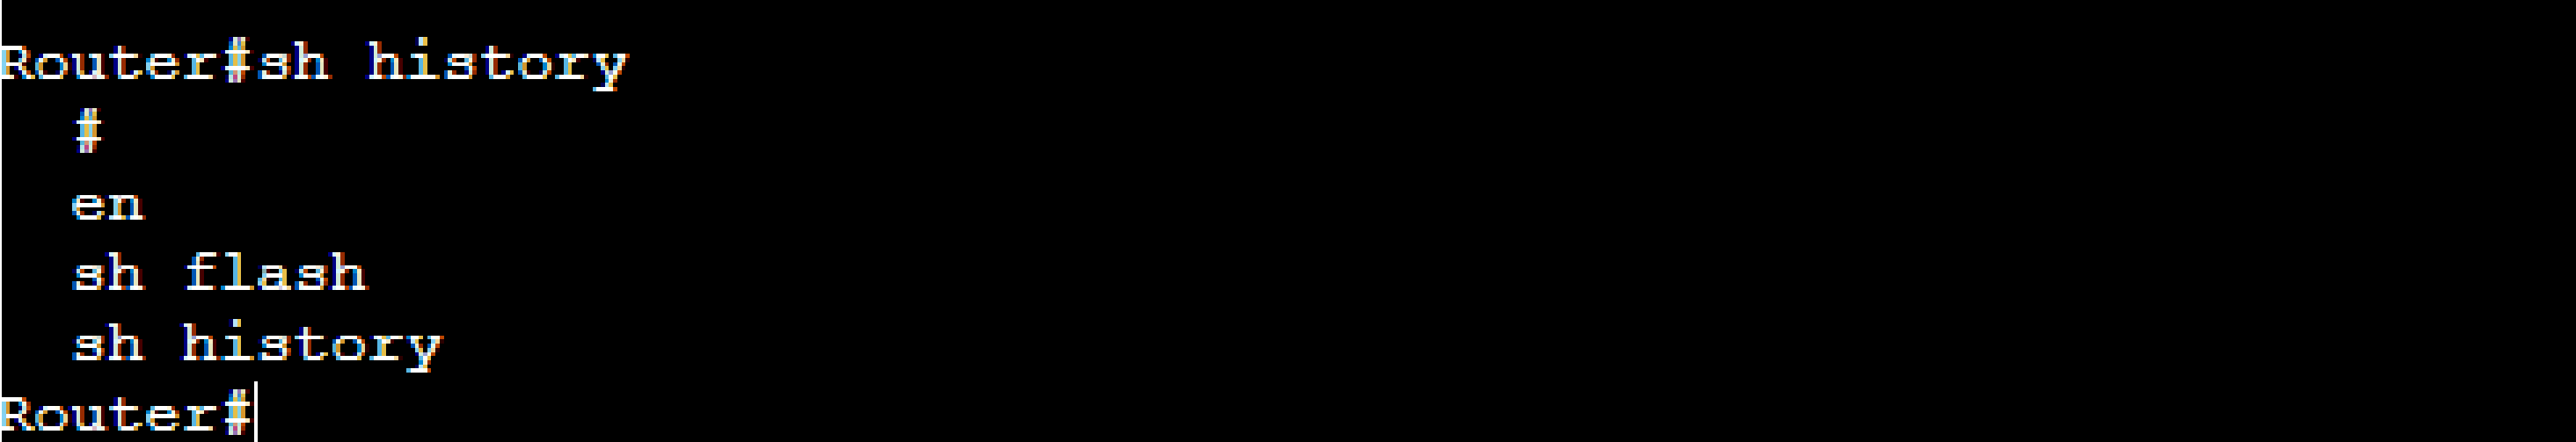 Router#sh history
  #
  en
  sh flash
  sh history
Router#